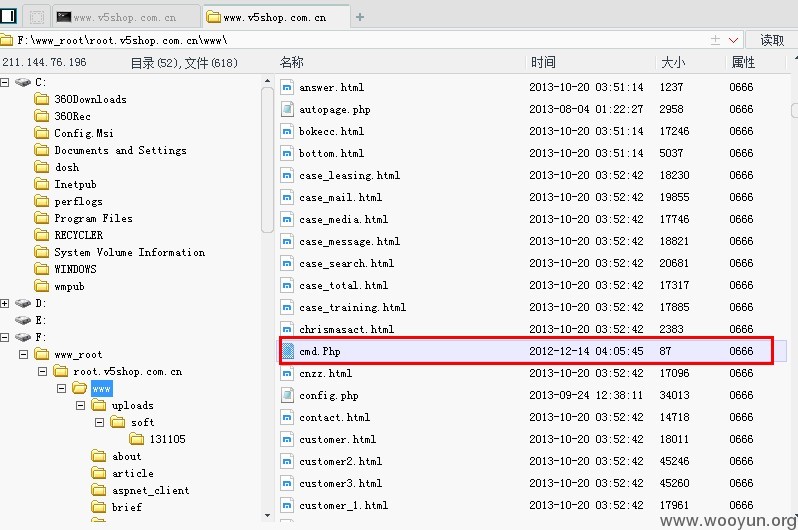 www.v5shop.com.cn
www.v5shop.com.cn
F:\www_root\root.v5shop.com.cn\www\
读取
211.144.76.196
目录(52),文件(618)
名称 时间 大小 属性
C:
360Downloads
360Rec
Config.Msi
Documents and Settings
dosh
Inetpub
perflogs
Program Files
RECYCLER
System Volume Information
WINDOWS
wmpub
D:
E:
F:
www_root
root.v5shop.com.cn
www
uploads
soft
131105
about
article
aspnet_client
brief
answer.html 2013-10-20 03:51:14 1237 0666
autopage.php 2013-08-04 01:22:27 2958 0666
bokecc.html 2013-10-20 03:51:14 17246 0666
bottom.html 2013-10-20 03:51:14 5037 0666
case_leasing.html 2013-10-20 03:52:42 18230 0666
case_mail.html 2013-10-20 03:52:42 19855 0666
case_media.html 2013-10-20 03:52:42 17746 0666
case_message.html 2013-10-20 03:52:42 18821 0666
case_search.html 2013-10-20 03:52:42 20681 0666
case_total.html 2013-10-20 03:52:42 17317 0666
case_training.html 2013-10-20 03:52:42 17885 0666
chrismasact.html 2013-10-20 03:52:42 2383 0666
cmd.Php 2012-12-14 04:05:45 87 0666
cnzz.html 2013-10-20 03:52:42 17096 0666
config.php 2013-09-24 12:38:11 34013 0666
contact.html 2013-10-20 03:52:42 14718 0666
customer.html 2013-10-20 03:52:42 18011 0666
customer2.html 2013-10-20 03:52:42 45246 0666
customer3.html 2013-10-20 03:52:42 45260 0666
customer_1.html 2013-10-20 03:52:42 17961 0666
www.wooyun.org